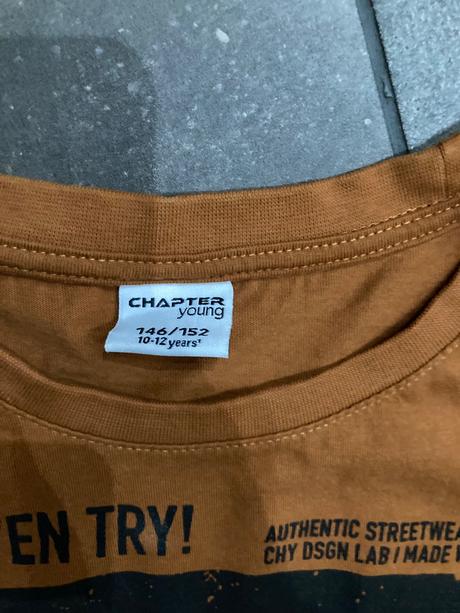 CHAPTER
young
146/152
10-12 years¹
EN TRY!
AUTHENTIC STREETWEA
CHY DSGN LAB / MADE